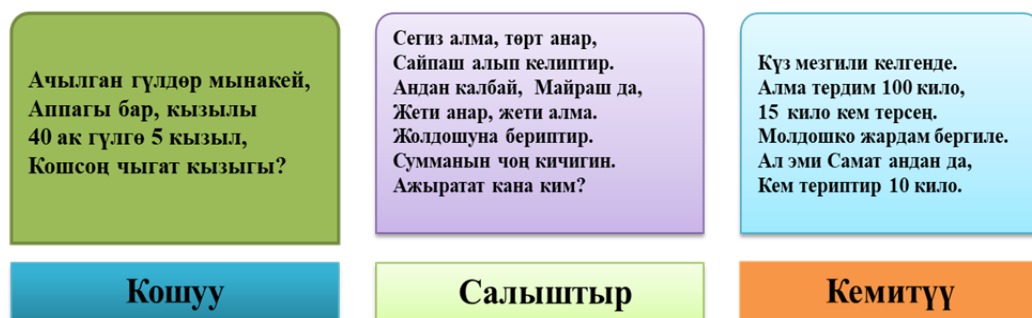 Ачылган гүлдөр мынакей,
Аппагы бар, кызылы
40 ак гүлгө 5 кызыл,
Кошсоң чыгат кызыгы?
Кошуу
Сегиз алма, төрт анар,
Сайпаш алып келиптир.
Андан калбай, Майраш да,
Жети анар, жети алма.
Жолдошуна бериптир.
Сумманын чоң кичигин.
Ажыратат кана ким?
Салыштыр
Күз мезгили келгенде.
Алма тердим 100 кило,
15 кило кем терсең.
Молдошко жардам бергиле.
Ал эми Самат андан да,
Кем териптир 10 кило.
Кемитүү